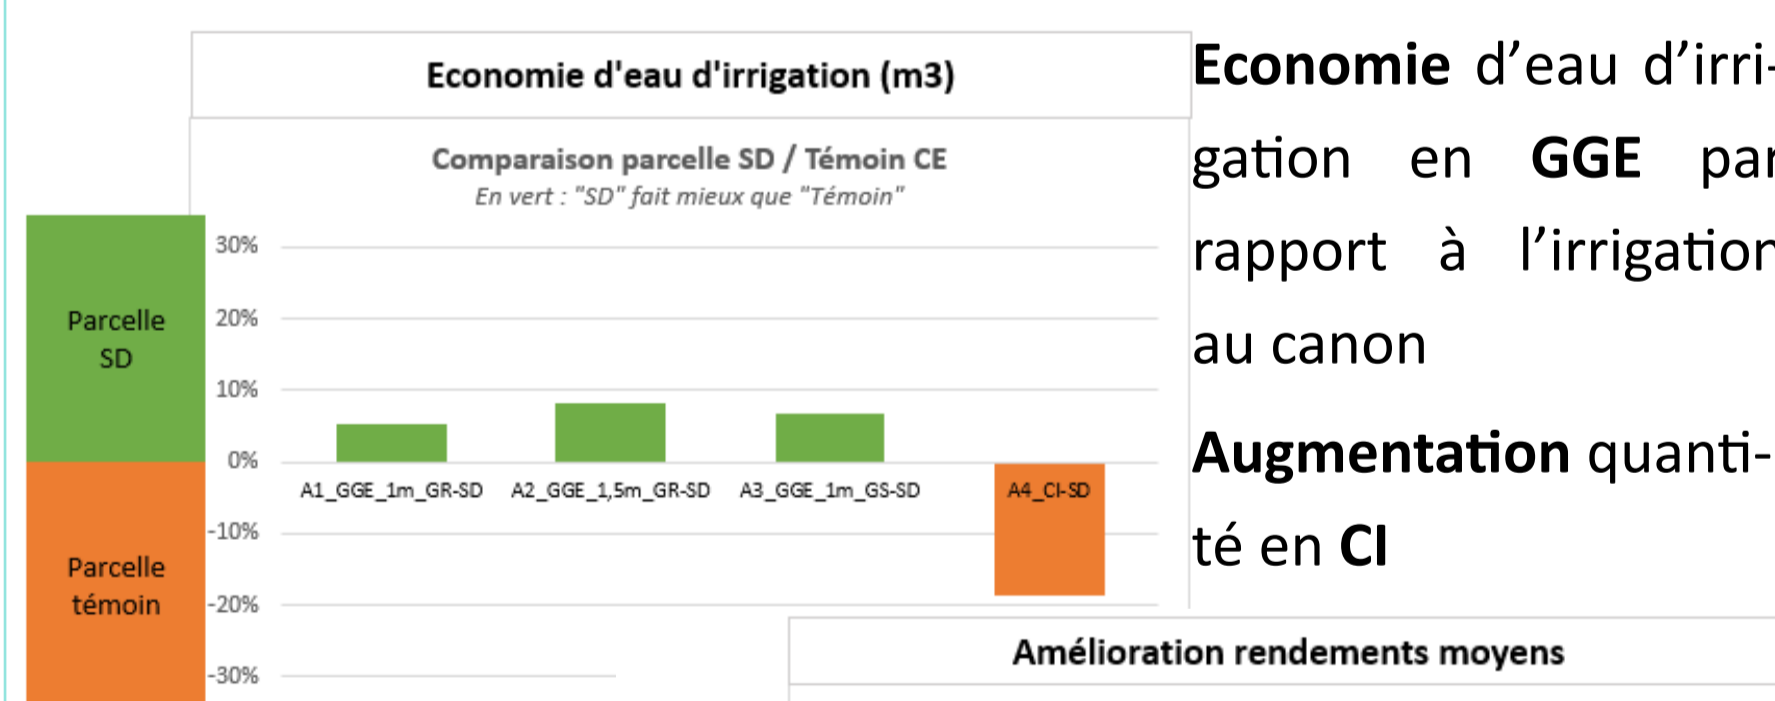 Economie d'eau d'irrigation (m3)
Comparaison parcelle SD / Témoin CE
En vert : "SD" fait mieux que "Témoin"
30%
20%
10%
0%
-10%
-20%
-30%
Parcelle
SD
Parcelle
témoin
A1_GGE_1m_GR-SD
A2_GGE_1,5m_GR-SD
A3_GGE_1m_GS-SD
A4_CI-SD
Economie d’eau d’irri-
gation en GGE par
rapport à l’irrigation
au canon
Augmentation quanti-
té en CI
Amélioration rendements moyens